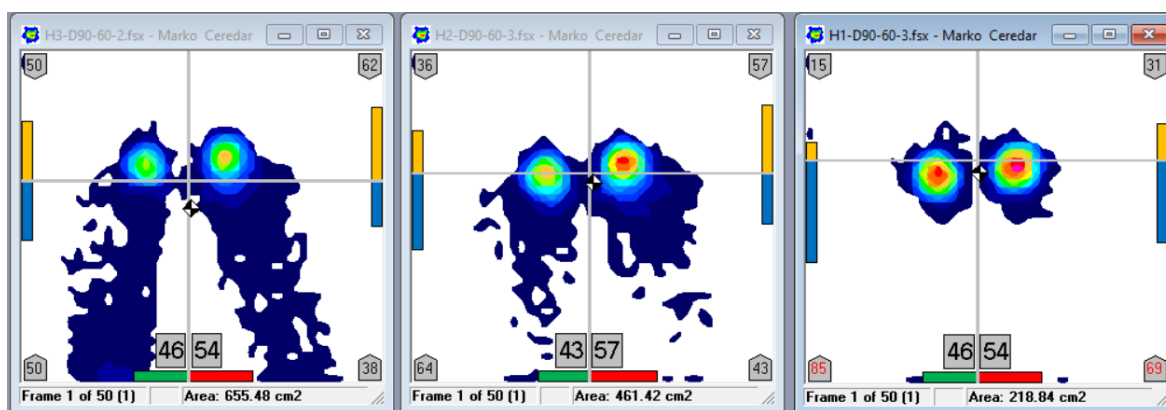 H3-D90-60-2.fsx - Marko Ceredar
50 62
46 54
50 38
Frame 1 of 50 (1) Area: 655.48 cm2
H2-D90-60-3.fsx - Marko Ceredar
36 57
43 57
64 43
Frame 1 of 50 (1) Area: 461.42 cm2
H1-D90-60-3.fsx - Marko Ceredar
15 31
46 54
85 69
Frame 1 of 50 (1) Area: 218.84 cm2